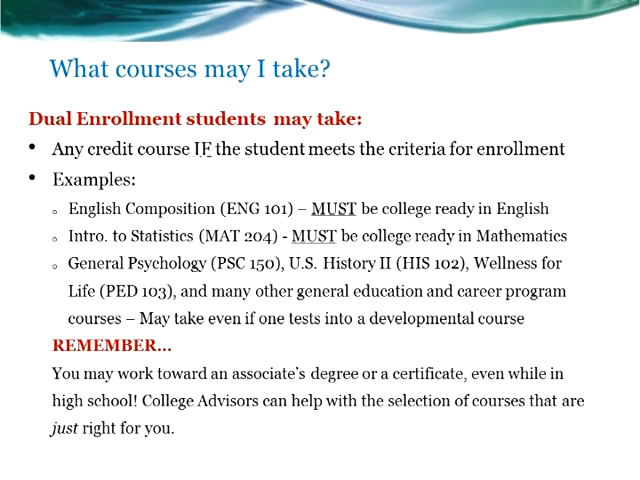 What courses may I take?
Dual Enrollment students may take:
• Any credit course IF the student meets the criteria for enrollment
• Examples:
o English Composition (ENG 101) – MUST be college ready in English
o Intro. to Statistics (MAT 204) - MUST be college ready in Mathematics
o General Psychology (PSC 150), U.S. History II (HIS 102), Wellness for
Life (PED 103), and many other general education and career program
courses – May take even if one tests into a developmental course
REMEMBER...
You may work toward an associate's degree or a certificate, even while in
high school! College Advisors can help with the selection of courses that are
just right for you.